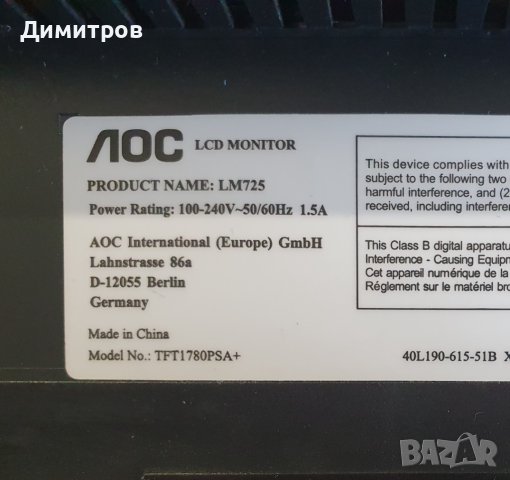 Димитров
AOC LCD MONITOR
PRODUCT NAME: LM725
Power Rating: 100-240V~50/60Hz 1.5A
AOC International (Europe) GmbH
Lahnstrasse 86a
D-12055 Berlin
Germany
Made in China
Model No.: TFT1780PSA+
This device complies with
subject to the following two
harmful interference, and (2
received, including interfere
This Class B digital apparatu
Interference - Causing Equipm
Cet appareil numérique de la
Réglement sur le matériel bro
40L190-615-51B X
BAZAR